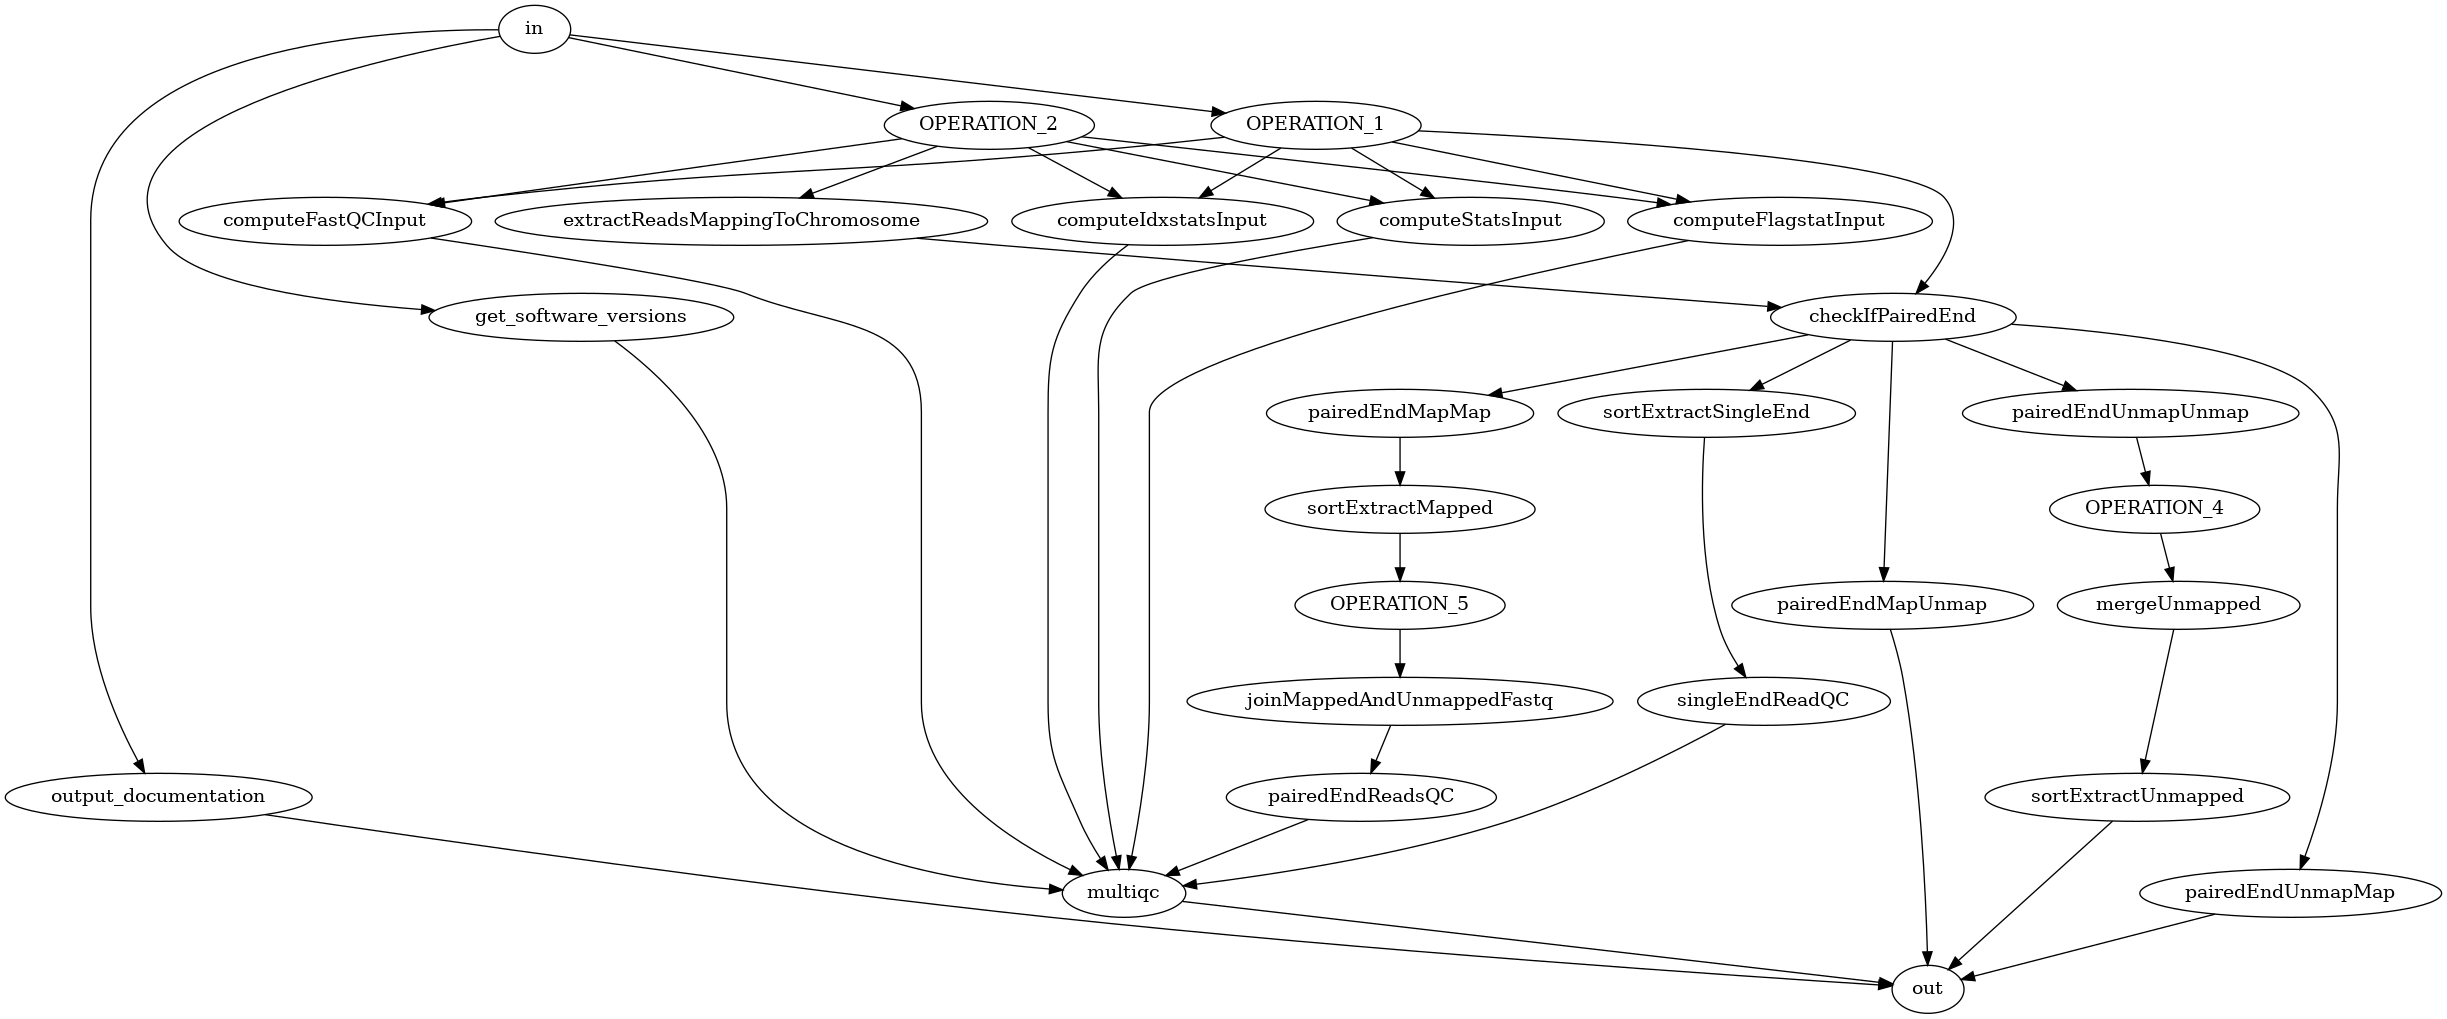 in
OPERATION_2
OPERATION_1
computeFastQCInput
extractReadsMappingToChromosome
computeIdxstatsInput
computeStatsInput
computeFlagstatInput
get_software_versions
checkIfPairedEnd
pairedEndMapMap
sortExtractSingleEnd
pairedEndUnmapUnmap
sortExtractMapped
OPERATION_4
OPERATION_5
pairedEndMapUnmap
mergeUnmapped
joinMappedAndUnmappedFastq
singleEndReadQC
output_documentation
pairedEndReadsQC
sortExtractUnmapped
multiqc
pairedEndUnmapMap
out